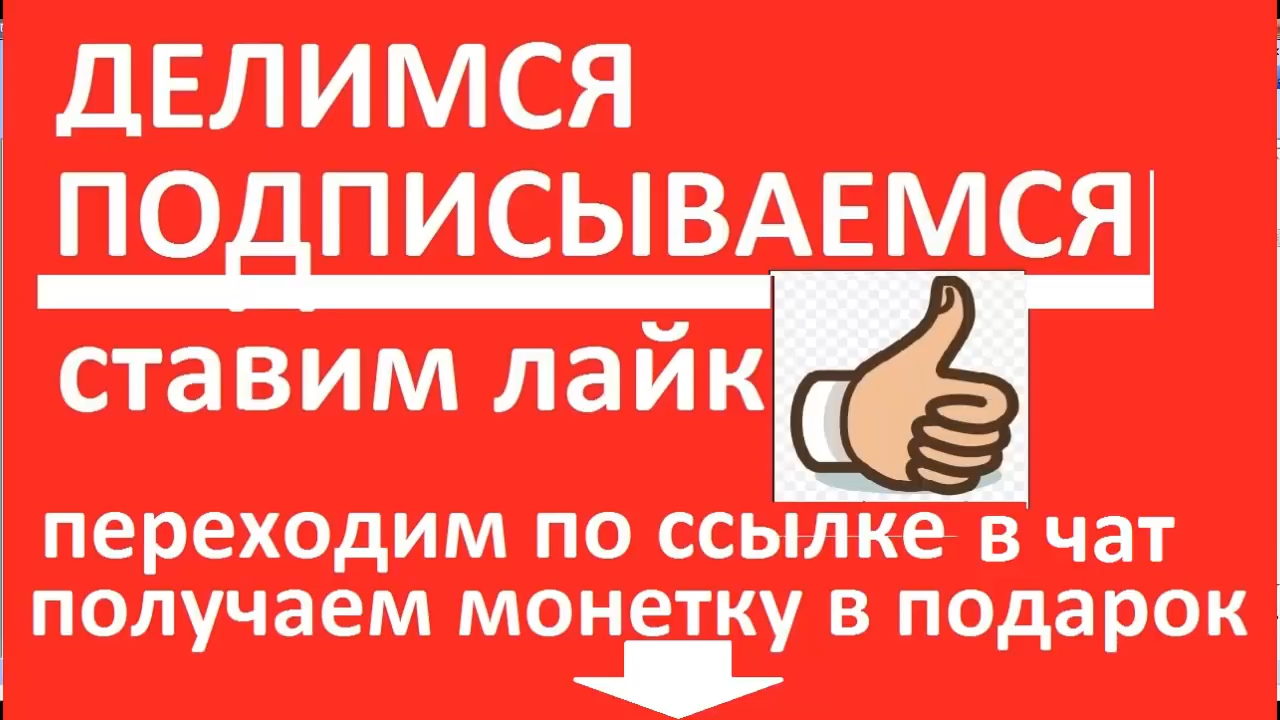 ДЕЛИМСЯ
ПОДПИСЫВАЕМСЯ
ставим лайк
переходим по ссылке в чат
получаем монетку в подарок